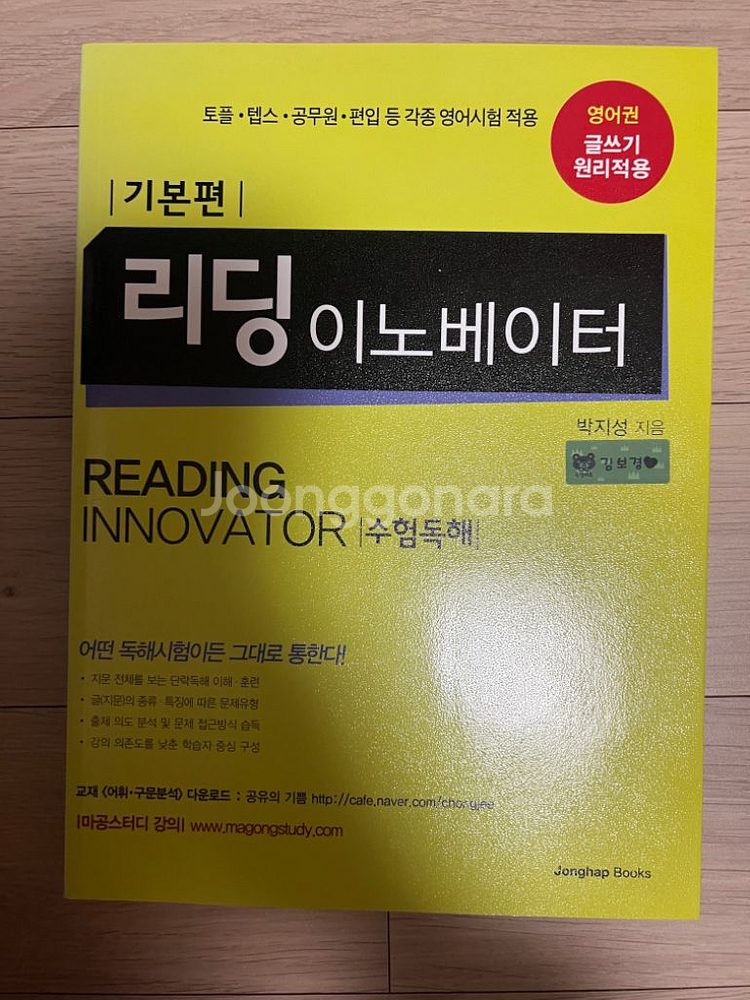 토플·텝스·공무원·편입 등 각종 영어시험 적용
영어권
글쓰기
원리적용
|기본편|
리딩 이노베이터
박지성 지음
김보경♥
READING
Joonggonara
INNOVATOR |수험독해|
어떤 독해시험이든 그대로 통한다!
• 지문 전체를 보는 단락독해 이해·훈련
• 글(지문)의 종류·특징에 따른 문제유형
• 출제 의도 분석 및 문제 접근방식 습득
• 강의 의존도를 낮춘 학습자 중심 구성
교재 <어휘·구문분석> 다운로드 : 공유의 기쁨 http://cafe.naver.com/chongjee
|마공스터디 강의| www.magongstudy.com
Jonghap Books